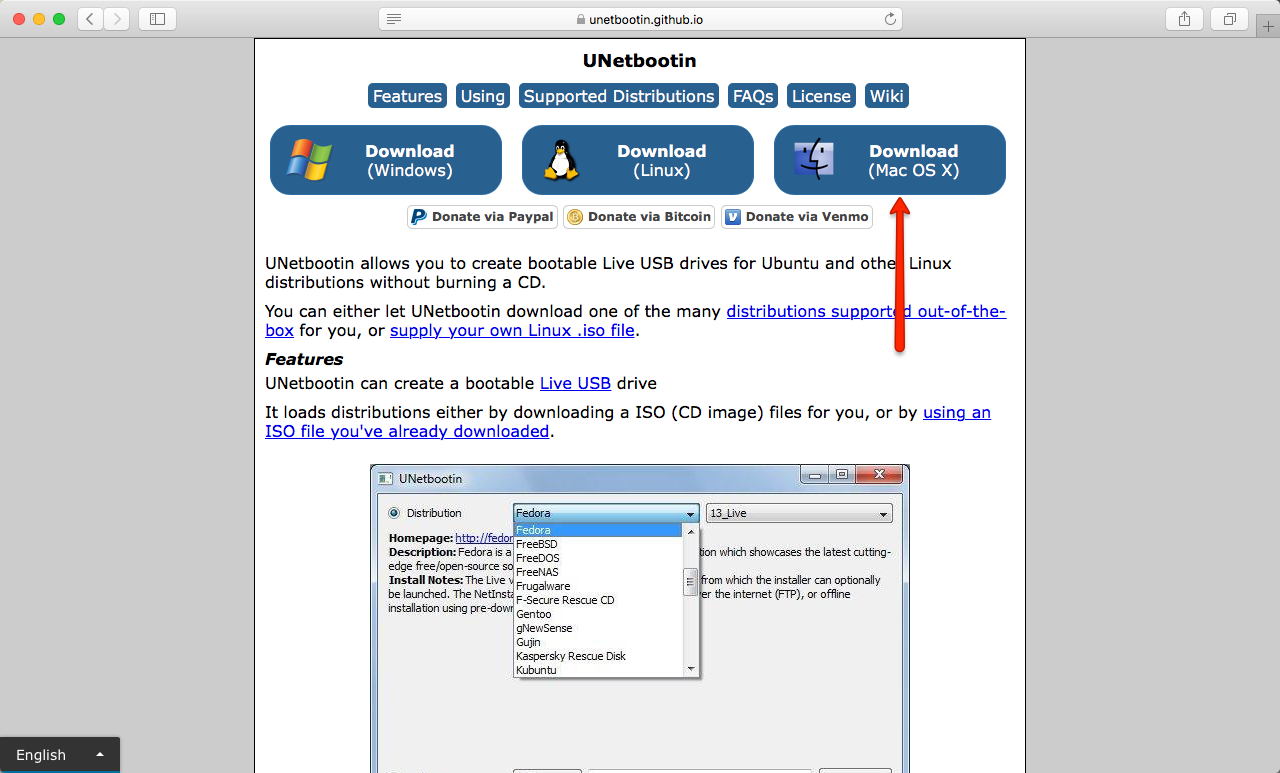 unetbootin.github.io
UNetbootin
Features Using Supported Distributions FAQs License Wiki
Download
(Windows)
Download
(Linux)
Download
(Mac OS X)
Donate via Paypal Donate via Bitcoin Donate via Venmo
UNetbootin allows you to create bootable Live USB drives for Ubuntu and other Linux
distributions without burning a CD.
You can either let UNetbootin download one of the many distributions supported out-of-the-
box for you, or supply your own Linux .iso file.
Features
UNetbootin can create a bootable Live USB drive
It loads distributions either by downloading a ISO (CD image) files for you, or by using an
ISO file you've already downloaded.
UNetbootin
Distribution Fedora 13_Live
Homepage: http://fedor
Description: Fedora is a tion which showcases the latest cutting-
edge free/open-source so
Install Notes: The Live v from which the installer can optionally
be launched. The NetInsta er the internet (FTP), or offline
installation using pre-down
Fedora
FreeBSD
FreeDOS
FreeNAS
Frugalware
F-Secure Rescue CD
Gentoo
gNewSense
Gujin
Kaspersky Rescue Disk
Kubuntu
English